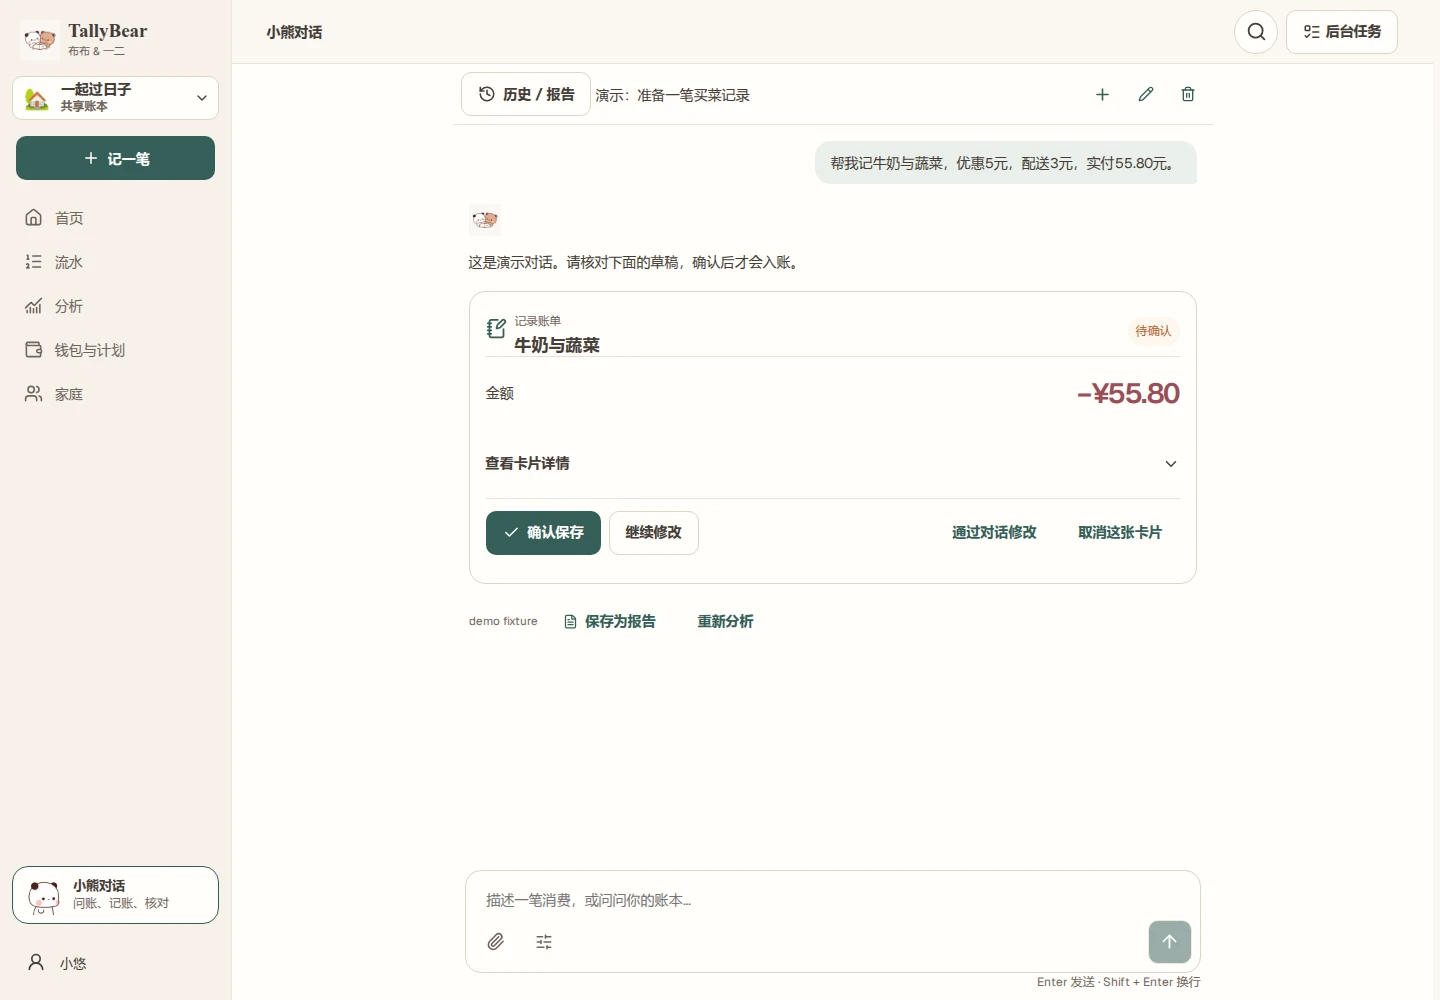 TallyBear
布布 & 一二
一起过日子
共享账本
记一笔
首页
流水
分析
钱包与计划
家庭
小熊对话
问账、记账、核对
小悠
小熊对话
后台任务
历史 / 报告
演示：准备一笔买菜记录
帮我记牛奶与蔬菜，优惠5元，配送3元，实付55.80元。
这是演示对话。请核对下面的草稿，确认后才会入账。
记录账单
牛奶与蔬菜
待确认
金额
−¥55.80
查看卡片详情
确认保存
继续修改
通过对话修改
取消这张卡片
demo fixture
保存为报告
重新分析
描述一笔消费，或问问你的账本...
Enter 发送 · Shift + Enter 换行